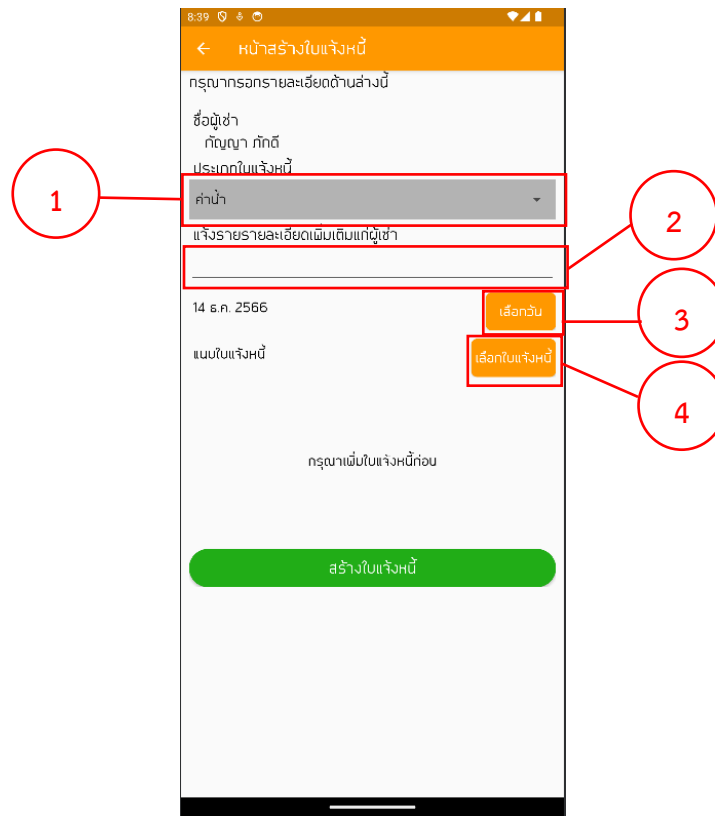 8:39
หน้าสร้างใบแจ้งหนี้
กรุณากรอกรายละเอียดด้านล่างนี้
ชื่อผู้เช่า
กัญญา ภักดี
ประเภทใบแจ้งหนี้
1
ค่าน้ำ
2
แจ้งรายรายละเอียดเพิ่มเติมแก่ผู้เช่า
14 ธ.ค. 2566
เลือกวัน
3
แนบใบแจ้งหนี้
เลือกใบแจ้งหนี้
4
กรุณาเพิ่มใบแจ้งหนี้ก่อน
สร้างใบแจ้งหนี้